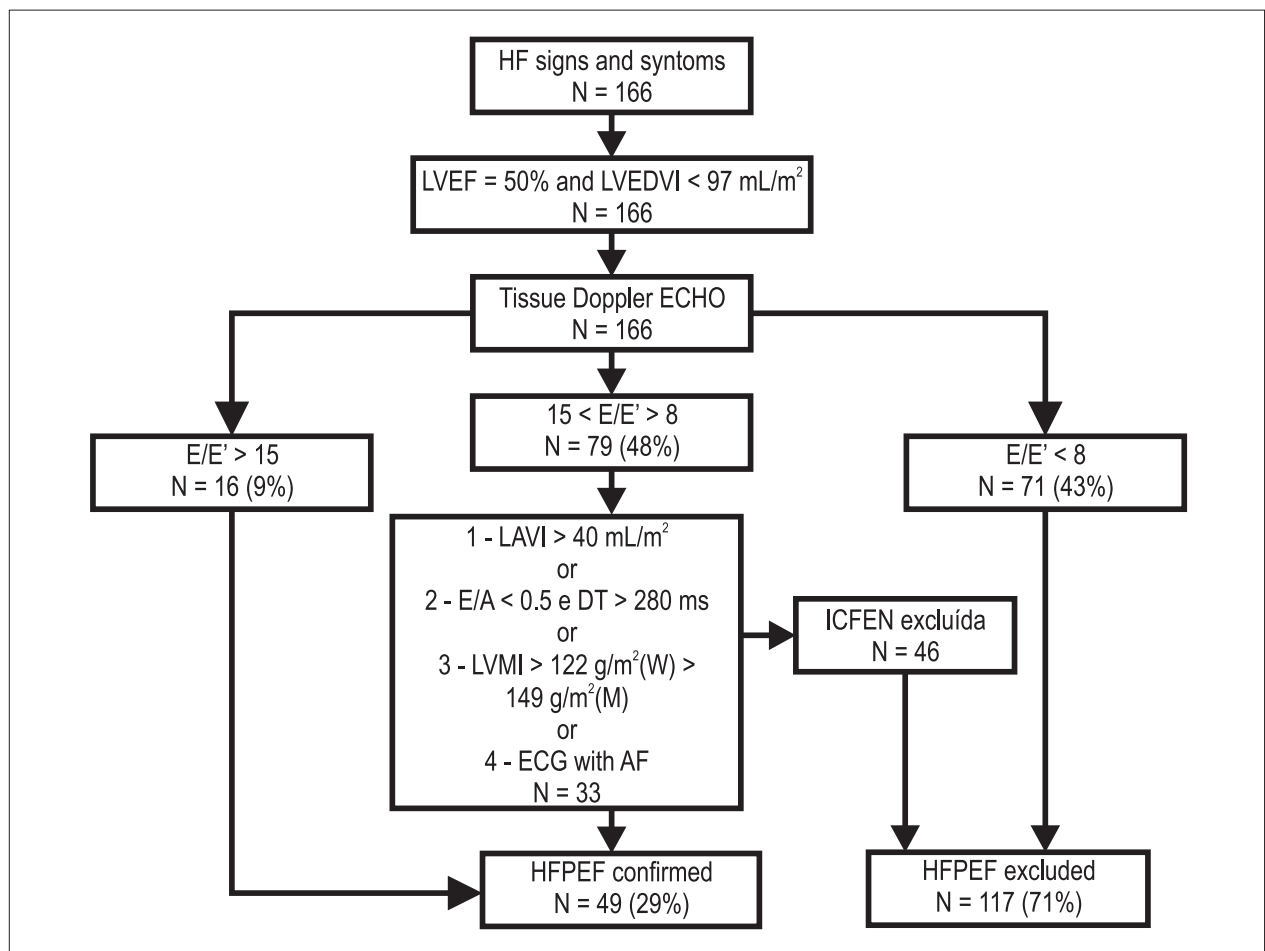 HF signs and syntoms
N = 166
LVEF = 50% and LVEDVI < 97 mL/m²
N = 166
Tissue Doppler ECHO
N = 166
E/E’ > 15
N = 16 (9%)
15 < E/E’ > 8
N = 79 (48%)
E/E’ < 8
N = 71 (43%)
1 - LAVI > 40 mL/m²
or
2 - E/A < 0.5 e DT > 280 ms
or
3 - LVMI > 122 g/m²(W) >
149 g/m²(M)
or
4 - ECG with AF
N = 33
ICFEN excluída
N = 46
HFPEF confirmed
N = 49 (29%)
HFPEF excluded
N = 117 (71%)